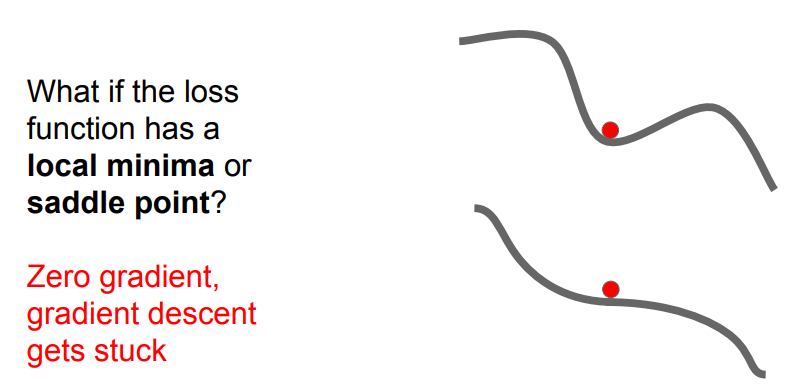 What if the loss
function has a
local minima or
saddle point?
Zero gradient,
gradient descent
gets stuck